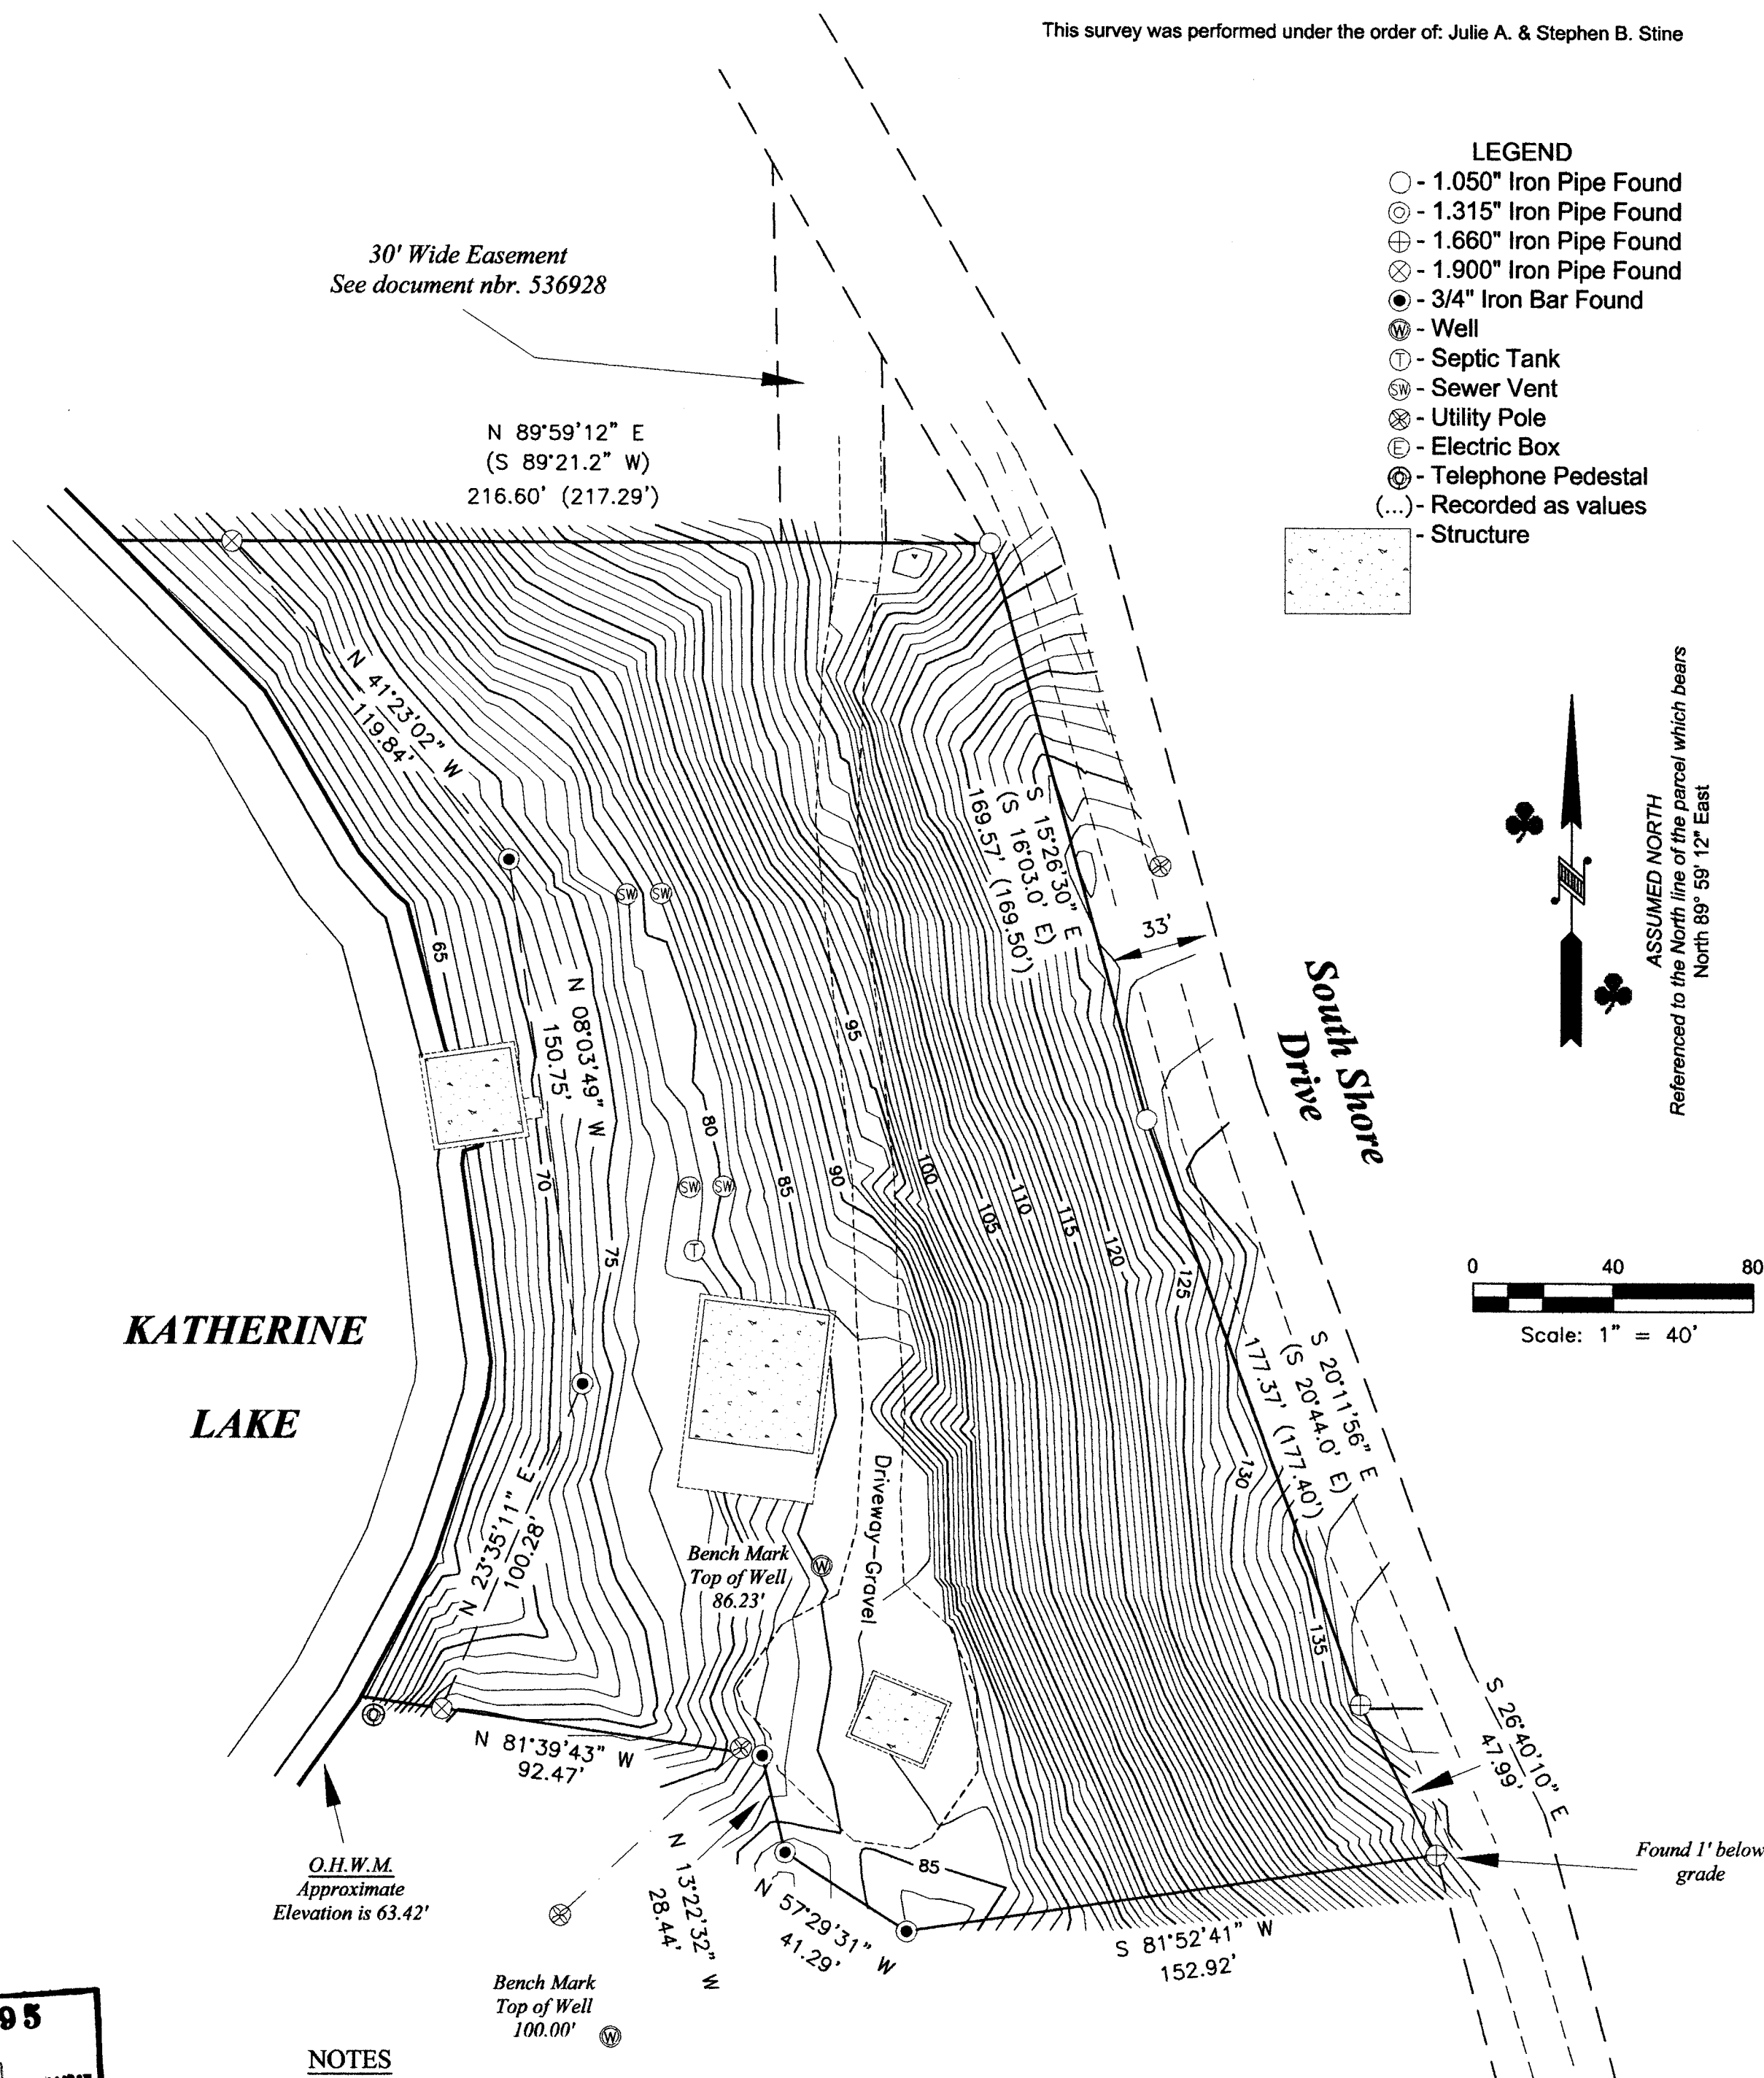 This survey was performed under the order of: Julie A. & Stephen B. Stine
LEGEND
- 1.050" Iron Pipe Found
- 1.315" Iron Pipe Found
- 1.660" Iron Pipe Found
- 1.900" Iron Pipe Found
- 3/4" Iron Bar Found
W - Well
T - Septic Tank
SW - Sewer Vent
- Utility Pole
E - Electric Box
- Telephone Pedestal
(...) - Recorded as values
- Structure
30' Wide Easement
See document nbr. 536928
N 89°59'12" E
(S 89°21.2" W)
216.60' (217.29')
N 41°23'02" W
119.84'
S 15°26'30" E
(S 16°03.0' E)
169.57' (169.50')
33'
ASSUMED NORTH
Referenced to the North line of the parcel which bears
North 89° 59' 12" East
N
South Shore
Drive
SW
SW
65
N 08°03'49" W
150.75'
95
80
70
SW
SW
85
90
100
105
110
115
120
125
T
75
0 40 80
Scale: 1" = 40'
KATHERINE
LAKE
S 20°11'56" E
(S 20°44.0' E)
177.37' (177.40')
130
N 23°35'11" E
100.28'
Driveway-Gravel
Bench Mark
Top of Well
86.23'
W
135
S 26°40'10" E
47.99'
N 81°39'43" W
92.47'
O.H.W.M.
Approximate
Elevation is 63.42'
N 13°22'32" W
28.44'
85
N 57°29'31" W
41.29'
S 81°52'41" W
152.92'
Found 1' below
grade
Bench Mark
Top of Well
100.00'
W
95
NOTES